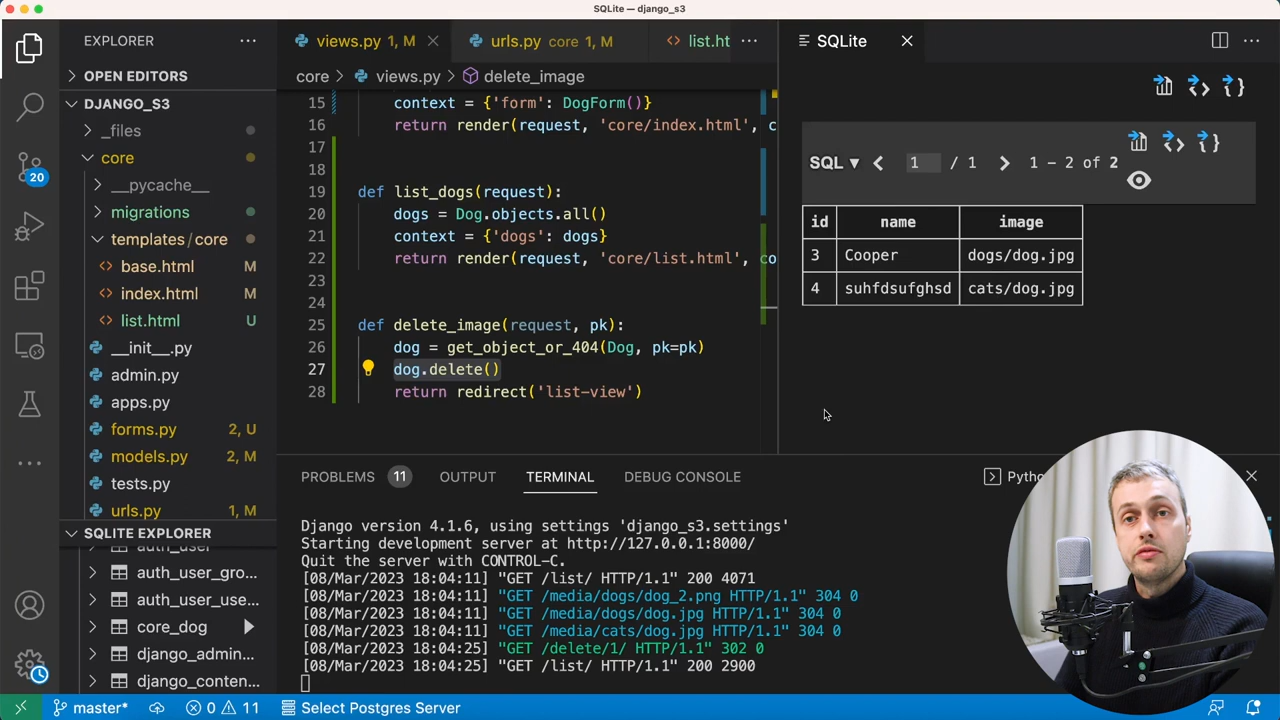 SQLite — django_s3
EXPLORER
OPEN EDITORS
DJANGO_S3
_files
core
__pycache__
migrations
templates/core
base.html M
index.html M
list.html U
__init__.py
admin.py
apps.py
forms.py 2, U
models.py 2, M
tests.py
urls.py 1, M
SQLITE EXPLORER
auth_user
auth_user_gro...
auth_user_use...
core_dog
django_admin...
django_conten...
20
views.py 1, M
urls.py core 1, M
list.ht
core > views.py > delete_image
15 context = {'form': DogForm()}
16 return render(request, 'core/index.html', c
17
18
19 def list_dogs(request):
20 dogs = Dog.objects.all()
21 context = {'dogs': dogs}
22 return render(request, 'core/list.html', co
23
24
25 def delete_image(request, pk):
26 dog = get_object_or_404(Dog, pk=pk)
27 dog.delete()
28 return redirect('list-view')
SQLite
SQL ▼ < 1 / 1 > 1 - 2 of 2
id name image
3 Cooper dogs/dog.jpg
4 suhfdsufghsd cats/dog.jpg
PROBLEMS 11 OUTPUT TERMINAL DEBUG CONSOLE
Pytho
Django version 4.1.6, using settings 'django_s3.settings'
Starting development server at http://127.0.0.1:8000/
Quit the server with CONTROL-C.
[08/Mar/2023 18:04:11] "GET /list/ HTTP/1.1" 200 4071
[08/Mar/2023 18:04:11] "GET /media/dogs/dog_2.png HTTP/1.1" 304 0
[08/Mar/2023 18:04:11] "GET /media/dogs/dog.jpg HTTP/1.1" 304 0
[08/Mar/2023 18:04:11] "GET /media/cats/dog.jpg HTTP/1.1" 304 0
[08/Mar/2023 18:04:25] "GET /delete/1/ HTTP/1.1" 302 0
[08/Mar/2023 18:04:25] "GET /list/ HTTP/1.1" 200 2900
master* 0 11 Select Postgres Server